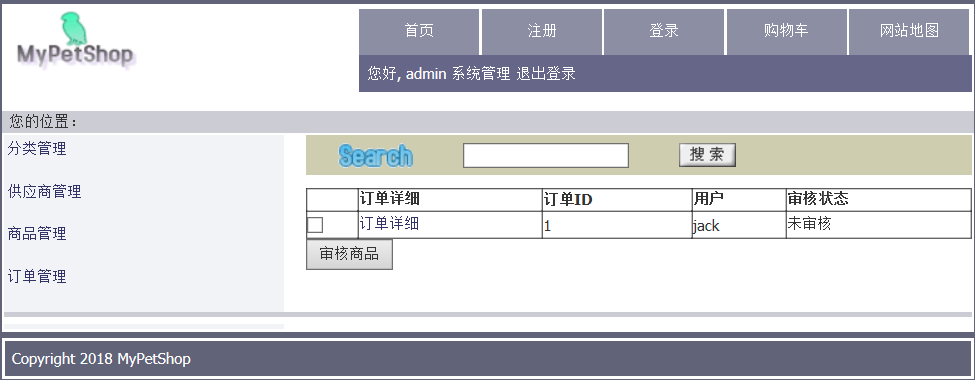 MyPetShop
首页 注册 登录 购物车 网站地图
您好, admin 系统管理 退出登录
您的位置：
分类管理
供应商管理
商品管理
订单管理
Search 搜 索
订单详细 订单ID 用户 审核状态
订单详细 1 jack 未审核
审核商品
Copyright 2018 MyPetShop